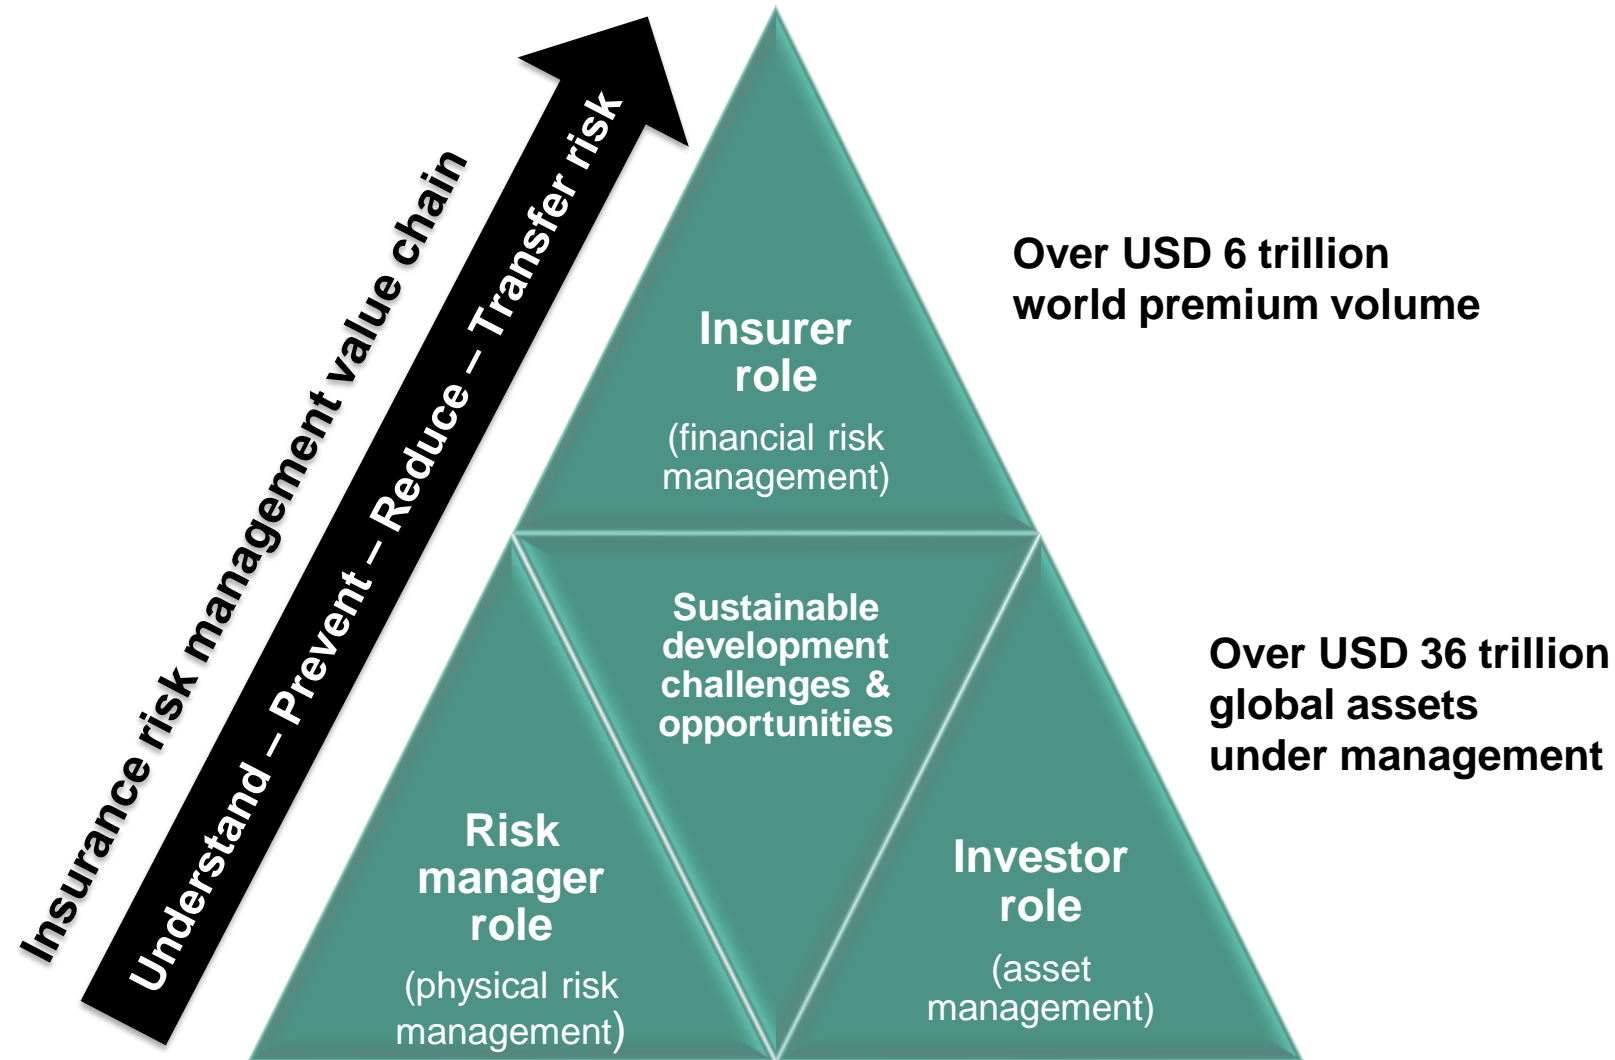 Insurance risk management value chain
Understand – Prevent – Reduce – Transfer risk
Insurer
role
(financial risk
management)
Over USD 6 trillion
world premium volume
Sustainable
development
challenges &
opportunities
Over USD 36 trillion
global assets
under management
Risk
manager
role
(physical risk
management)
Investor
role
(asset
management)